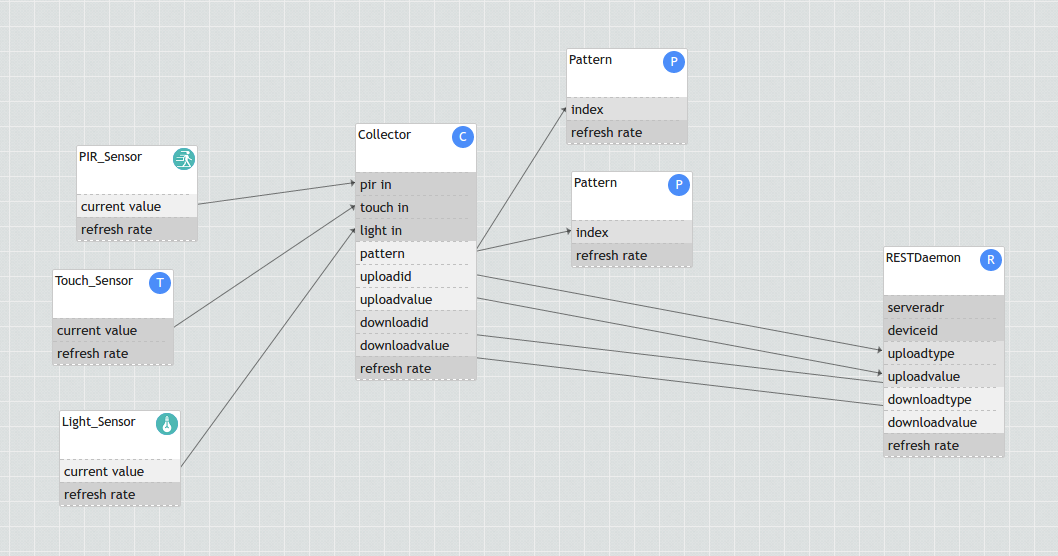 PIR_Sensor
current value
refresh rate
Touch_Sensor
T
current value
refresh rate
Light_Sensor
current value
refresh rate
Collector
C
pir in
touch in
light in
pattern
uploadid
uploadvalue
downloadid
downloadvalue
refresh rate
Pattern
P
index
refresh rate
Pattern
P
index
refresh rate
RESTDaemon
R
serveradr
deviceid
uploadtype
uploadvalue
downloadtype
downloadvalue
refresh rate